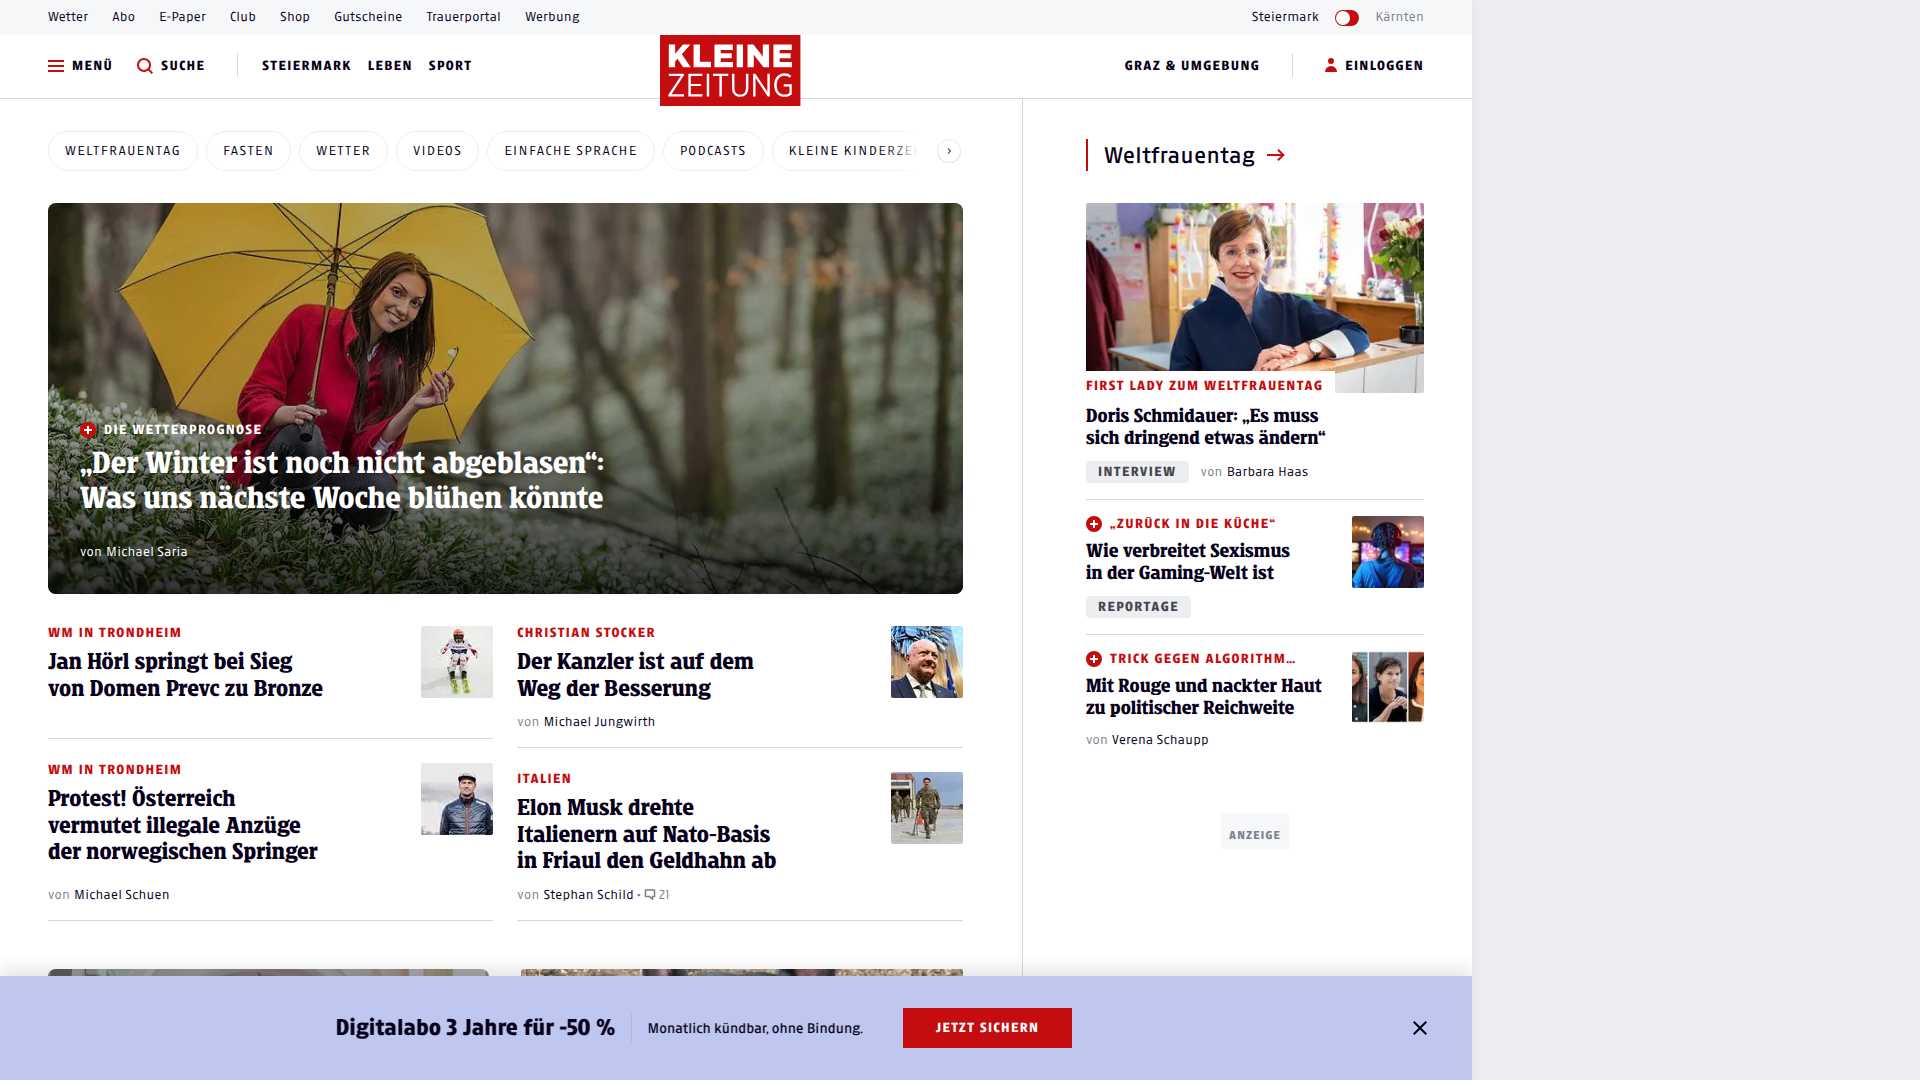 Wetter Abo E-Paper Club Shop Gutscheine Trauerportal Werbung Steiermark Kärnten
MENÜ SUCHE STEIERMARK LEBEN SPORT KLEINE ZEITUNG GRAZ & UMGEBUNG EINLOGGEN
WELTFRAUENTAG FASTEN WETTER VIDEOS EINFACHE SPRACHE PODCASTS KLEINE KINDERZE
DIE WETTERPROGNOSE
„Der Winter ist noch nicht abgeblasen“:
Was uns nächste Woche blühen könnte
von Michael Saria
WM IN TRONDHEIM
Jan Hörl springt bei Sieg
von Domen Prevc zu Bronze
CHRISTIAN STOCKER
Der Kanzler ist auf dem
Weg der Besserung
von Michael Jungwirth
WM IN TRONDHEIM
Protest! Österreich
vermutet illegale Anzüge
der norwegischen Springer
von Michael Schuen
ITALIEN
Elon Musk drehte
Italienern auf Nato-Basis
in Friaul den Geldhahn ab
von Stephan Schild • 21
Weltfrauentag
FIRST LADY ZUM WELTFRAUENTAG
Doris Schmidauer: „Es muss
sich dringend etwas ändern“
INTERVIEW von Barbara Haas
„ZURÜCK IN DIE KÜCHE“
Wie verbreitet Sexismus
in der Gaming-Welt ist
REPORTAGE
TRICK GEGEN ALGORITHM…
Mit Rouge und nackter Haut
zu politischer Reichweite
von Verena Schaupp
ANZEIGE
Digitalabo 3 Jahre für -50 % Monatlich kündbar, ohne Bindung. JETZT SICHERN